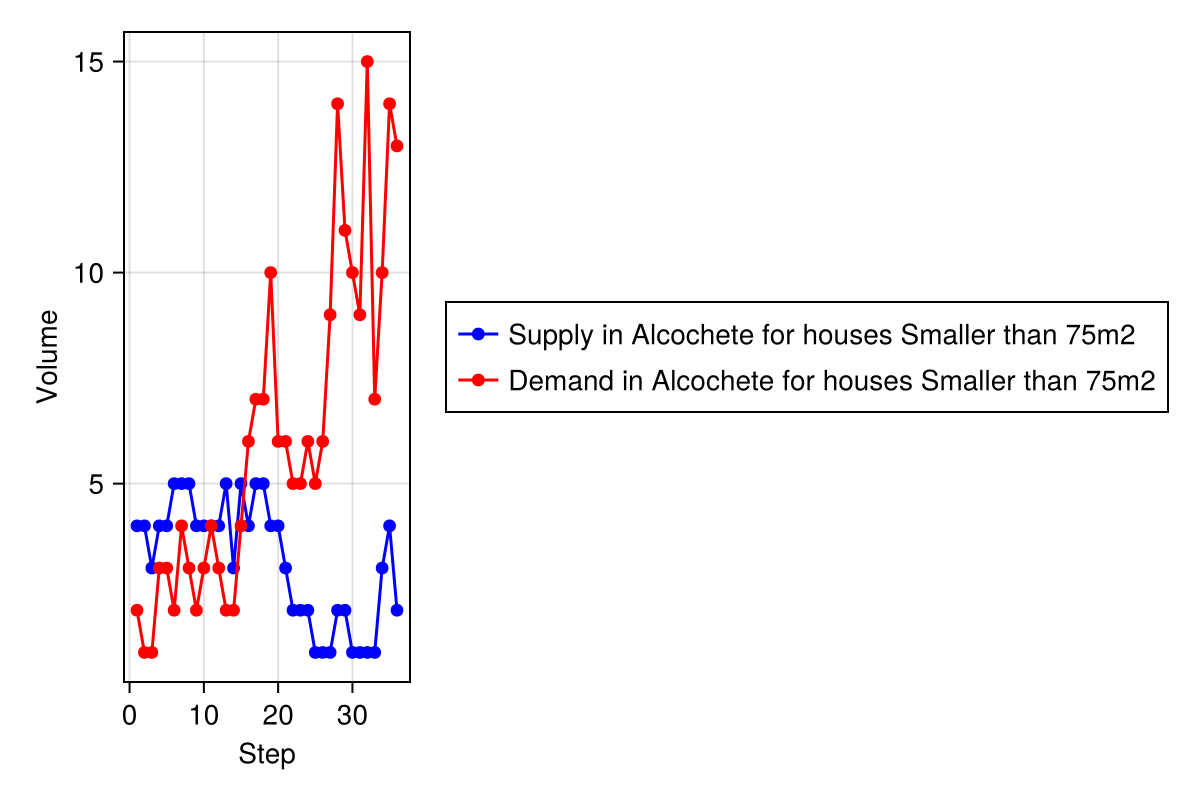 15
10
5
Volume
0 10 20 30
Step
Supply in Alcochete for houses Smaller than 75m2
Demand in Alcochete for houses Smaller than 75m2